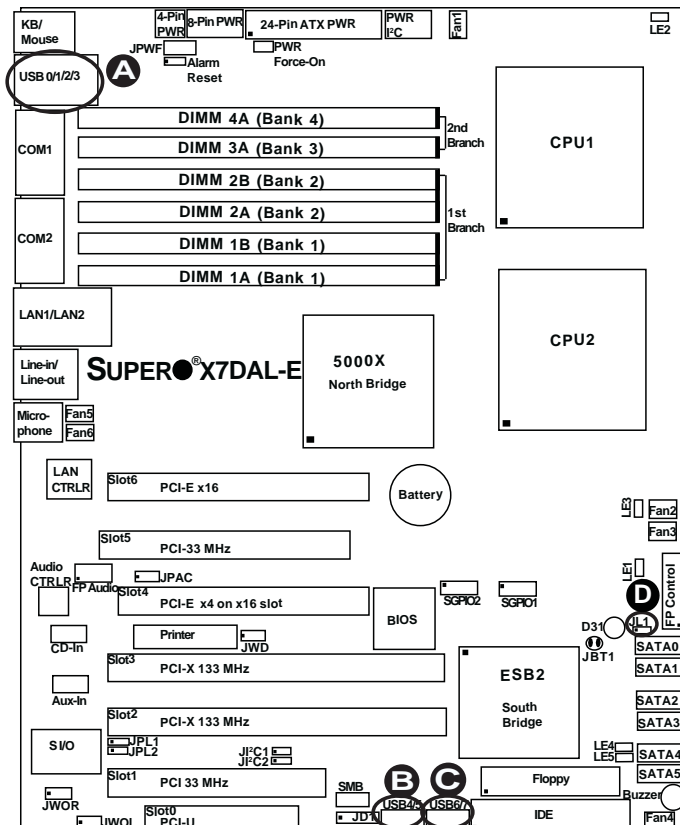 KB/
Mouse
4-Pin
PWR
8-Pin PWR
24-Pin ATX PWR
PWR
I²C
Fan1
LE2
JPWF
Alarm
Reset
PWR
Force-On
USB 0/1/2/3
A
DIMM 4A (Bank 4)
DIMM 3A (Bank 3)
2nd
Branch
DIMM 2B (Bank 2)
DIMM 2A (Bank 2)
DIMM 1B (Bank 1)
DIMM 1A (Bank 1)
1st
Branch
COM1
COM2
CPU1
LAN1/LAN2
CPU2
Line-in/
Line-out
SUPER●®X7DAL-E
5000X
North Bridge
Micro-
phone
Fan5
Fan6
LAN
CTRLR
Slot6
PCI-E x16
Battery
LE3
Fan2
Fan3
Slot5
PCI-33 MHz
Audio
CTRLR
FP Audio
JPAC
LE1
D
FP Control
Slot4
PCI-E x4 on x16 slot
BIOS
SGPIO2
SGPIO1
D31
JL1
JBT1
CD-In
Printer
JWD
SATA0
SATA1
Slot3
PCI-X 133 MHz
ESB2
South
Bridge
Aux-In
SATA2
SATA3
Slot2
PCI-X 133 MHz
S I/O
JPL1
JPL2
JI²C1
JI²C2
LE4
LE5
SATA4
SATA5
Slot1
PCI 33 MHz
B
C
Floppy
JWOR
SMB
USB4/5
USB6/7
Buzzer
JWOL
Slot0
PCI-U
JD1
IDE
Fan4